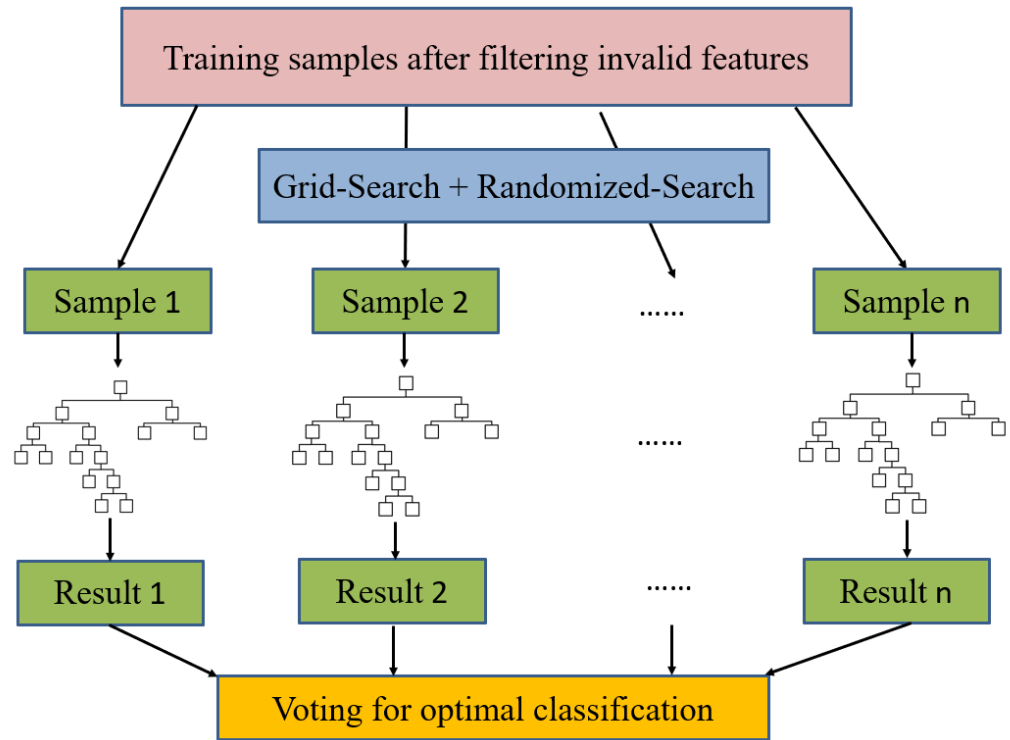 Training samples after filtering invalid features
Grid-Search + Randomized-Search
Sample 1
Sample 2
......
Sample n
......
Result 1
Result 2
......
Result n
Voting for optimal classification